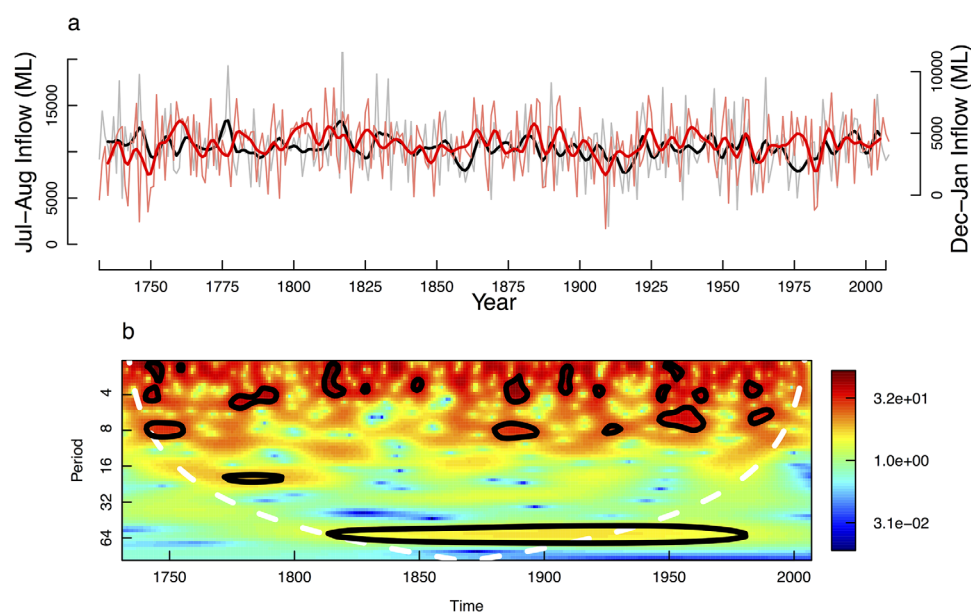 a
Jul–Aug Inflow (ML)
0 5000 15000
Dec–Jan Inflow (ML)
0 5000 10000
1750 1775 1800 1825 1850 1875 1900 1925 1950 1975 2000
Year
b
Period
4
8
16
32
64
1750 1800 1850 1900 1950 2000
Time
3.2e+01
1.0e+00
3.1e−02